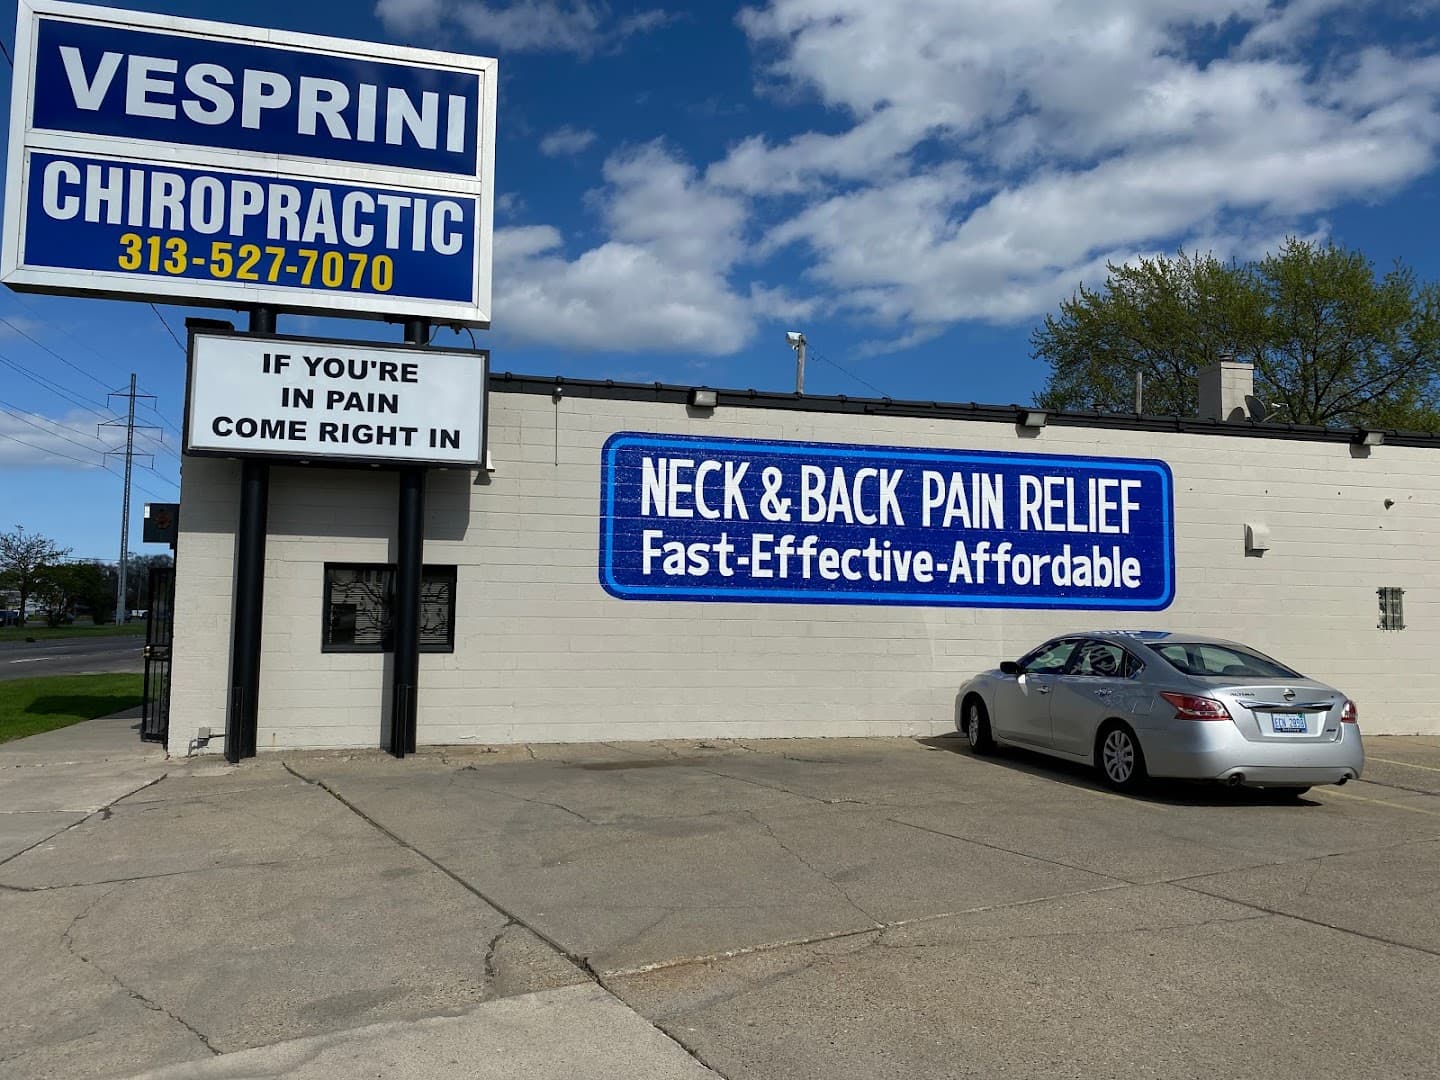 VESPRINI
CHIROPRACTIC
313-527-7070
IF YOU'RE
IN PAIN
COME RIGHT IN
NECK & BACK PAIN RELIEF
Fast-Effective-Affordable
ALTIMA